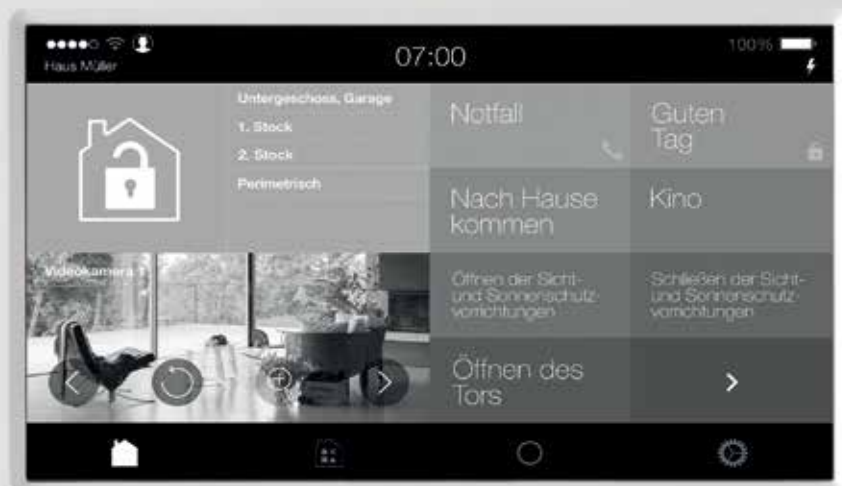 Haus Müller
07:00
100%
Untergeschoss, Garage
1. Stock
2. Stock
Perimetrisch
Notfall
Guten
Tag
Nach Hause
kommen
Kino
Videokamera 1
Öffnen der Sicht-
und Sonnenschutz-
vorrichtungen
Schließen der Sicht-
und Sonnenschutz-
vorrichtungen
Öffnen des
Tors